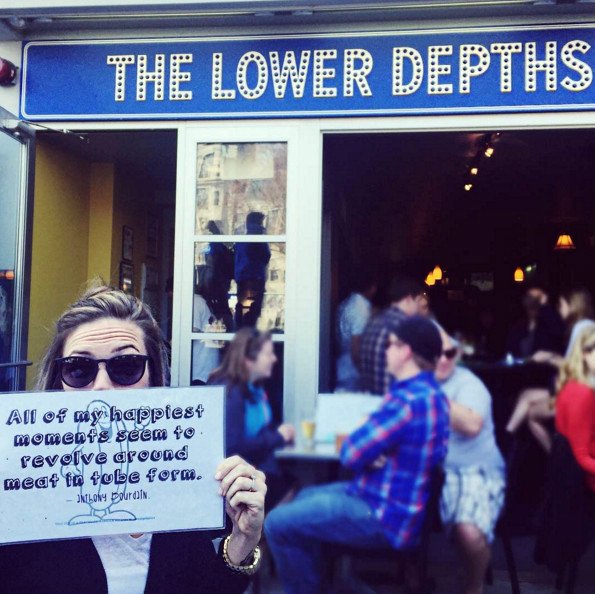 THE LOWER DEPTHS
All of my happiest
moments seem to
revolve around
meat in tube form.
— Anthony Bourdain.